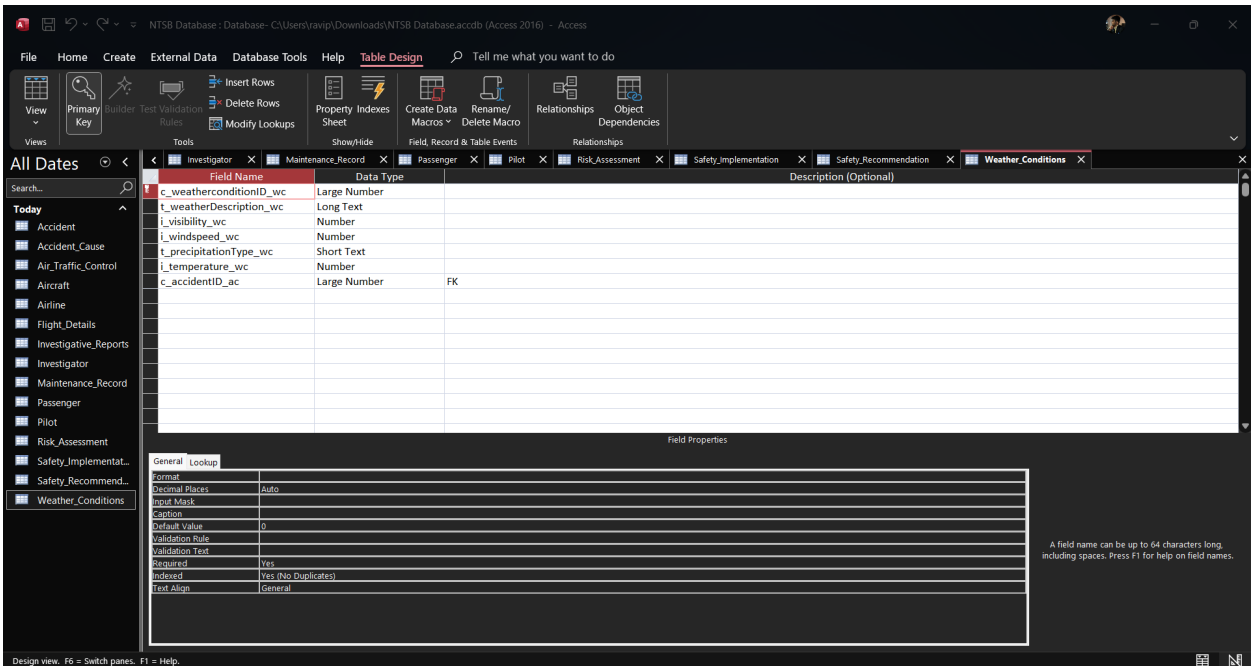 NTSB Database : Database- C:\Users\ravip\Downloads\NTSB Database.accdb (Access 2016) - Access
File Home Create External Data Database Tools Help Table Design Tell me what you want to do
View
Primary Key
Builder
Test Validation Rules
Insert Rows
Delete Rows
Modify Lookups
Property Sheet
Indexes
Create Data Macros
Rename/ Delete Macro
Relationships
Object Dependencies
Views Tools Show/Hide Field, Record & Table Events Relationships
All Dates
Search...
Today
Accident
Accident_Cause
Air_Traffic_Control
Aircraft
Airline
Flight_Details
Investigative_Reports
Investigator
Maintenance_Record
Passenger
Pilot
Risk_Assessment
Safety_Implementat...
Safety_Recommend...
Weather_Conditions
Investigator Maintenance_Record Passenger Pilot Risk_Assessment Safety_Implementation Safety_Recommendation Weather_Conditions
Field Name Data Type Description (Optional)
c_weatherconditionID_wc Large Number
t_weatherDescription_wc Long Text
i_visibility_wc Number
i_windspeed_wc Number
t_precipitationType_wc Short Text
i_temperature_wc Number
c_accidentID_ac Large Number FK
Field Properties
General Lookup
Format
Decimal Places Auto
Input Mask
Caption
Default Value 0
Validation Rule
Validation Text
Required Yes
Indexed Yes (No Duplicates)
Text Align General
A field name can be up to 64 characters long,
including spaces. Press F1 for help on field names.
Design view. F6 = Switch panes. F1 = Help.